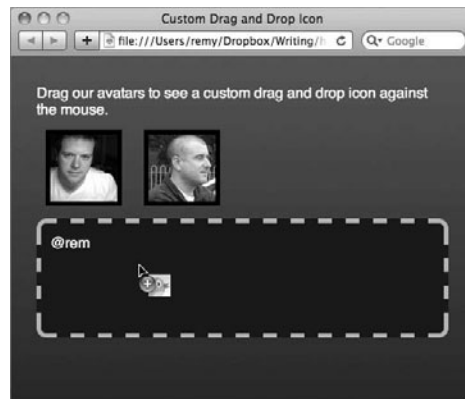 Custom Drag and Drop Icon
file:///Users/remy/Dropbox/Writing/h
Google
Drag our avatars to see a custom drag and drop icon against
the mouse.
@rem